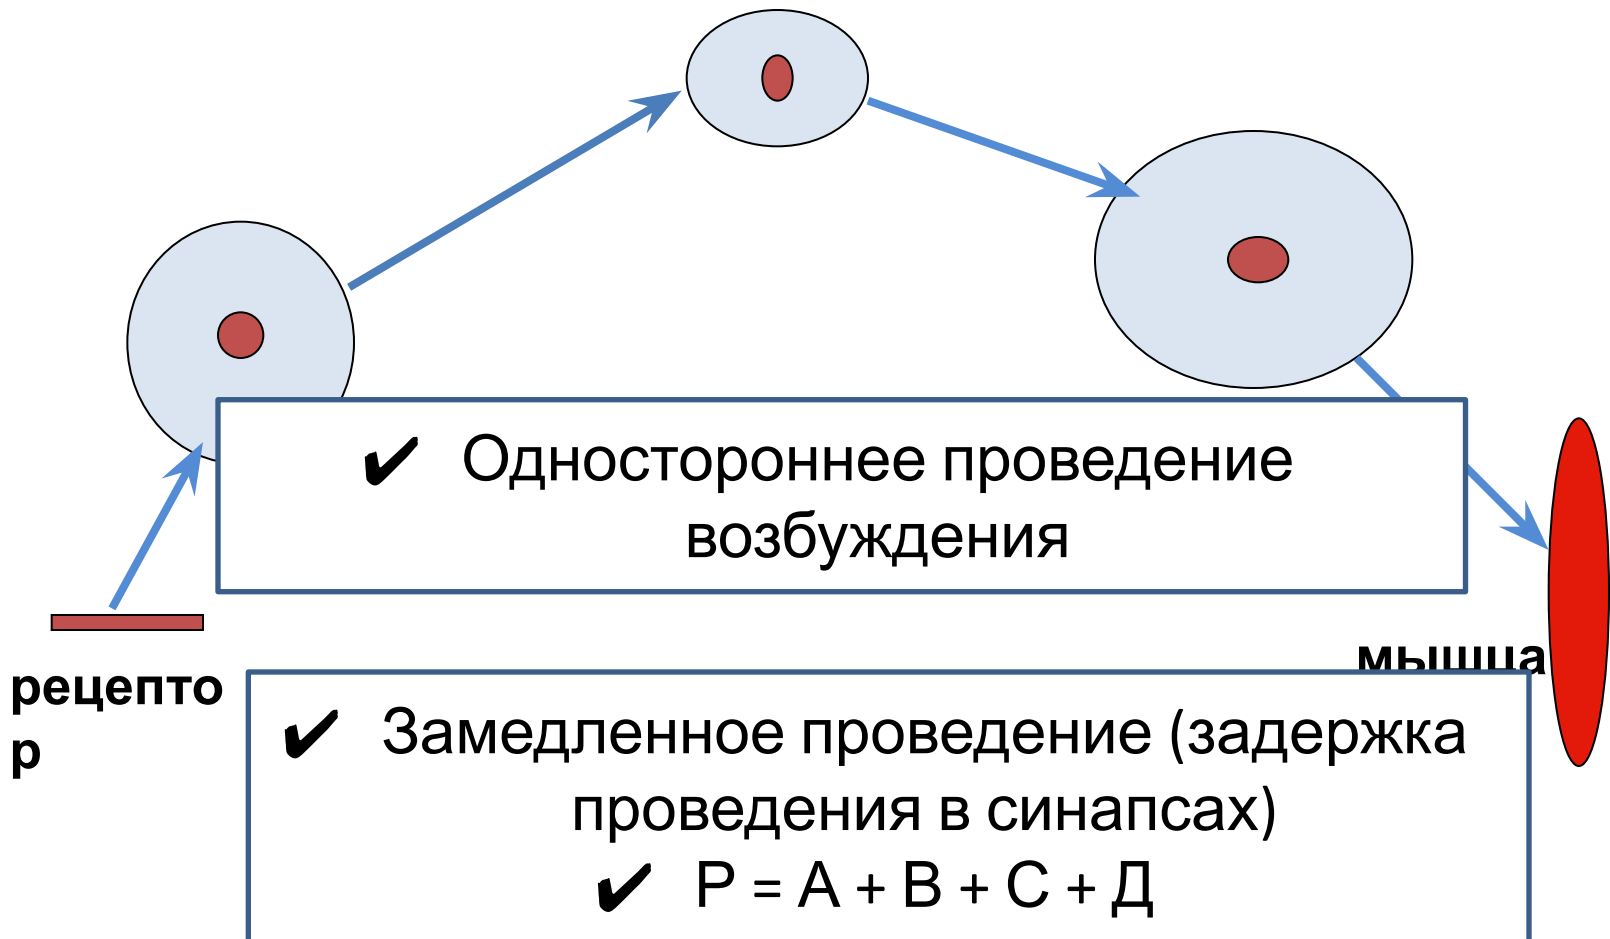 ✔ Одностороннее проведение
возбуждения
мышца
рецепто
р
✔ Замедленное проведение (задержка
проведения в синапсах)
✔ Р = А + В + С + Д